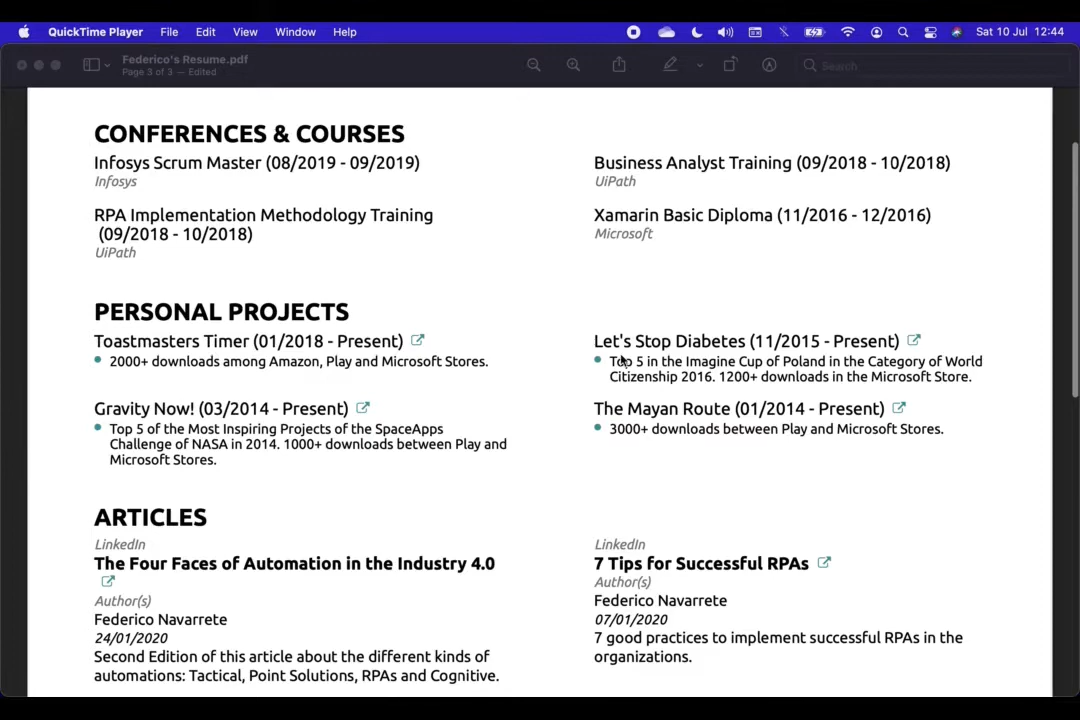 QuickTime Player File Edit View Window Help Sat 10 Jul 12:44
Federico's Resume.pdf
Page 3 of 3 — Edited
Search
CONFERENCES & COURSES
Infosys Scrum Master (08/2019 - 09/2019)
Infosys
Business Analyst Training (09/2018 - 10/2018)
UiPath
RPA Implementation Methodology Training
(09/2018 - 10/2018)
UiPath
Xamarin Basic Diploma (11/2016 - 12/2016)
Microsoft
PERSONAL PROJECTS
Toastmasters Timer (01/2018 - Present)
2000+ downloads among Amazon, Play and Microsoft Stores.
Let's Stop Diabetes (11/2015 - Present)
Top 5 in the Imagine Cup of Poland in the Category of World
Citizenship 2016. 1200+ downloads in the Microsoft Store.
Gravity Now! (03/2014 - Present)
Top 5 of the Most Inspiring Projects of the SpaceApps
Challenge of NASA in 2014. 1000+ downloads between Play and
Microsoft Stores.
The Mayan Route (01/2014 - Present)
3000+ downloads between Play and Microsoft Stores.
ARTICLES
LinkedIn
The Four Faces of Automation in the Industry 4.0
Author(s)
Federico Navarrete
24/01/2020
Second Edition of this article about the different kinds of
automations: Tactical, Point Solutions, RPAs and Cognitive.
LinkedIn
7 Tips for Successful RPAs
Author(s)
Federico Navarrete
07/01/2020
7 good practices to implement successful RPAs in the
organizations.